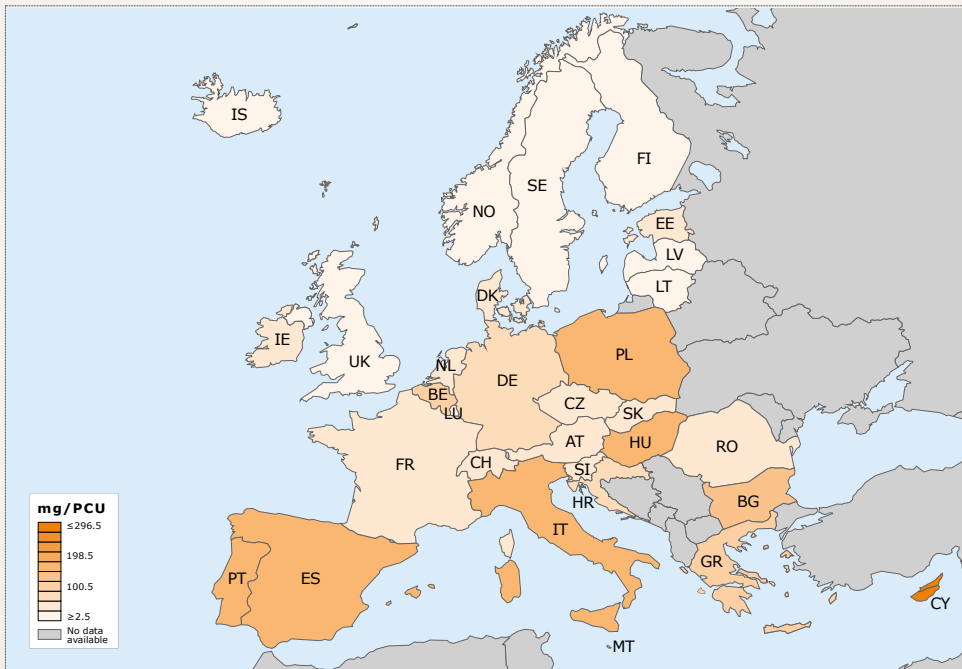 IS
FI
SE
NO
EE
LV
LT
DK
IE
UK
NL
PL
DE
BE
LU
CZ
SK
AT
HU
CH
SI
RO
FR
HR
BG
IT
PT
ES
GR
CY
MT
mg/PCU
≤296.5
198.5
100.5
≥2.5
No data
available